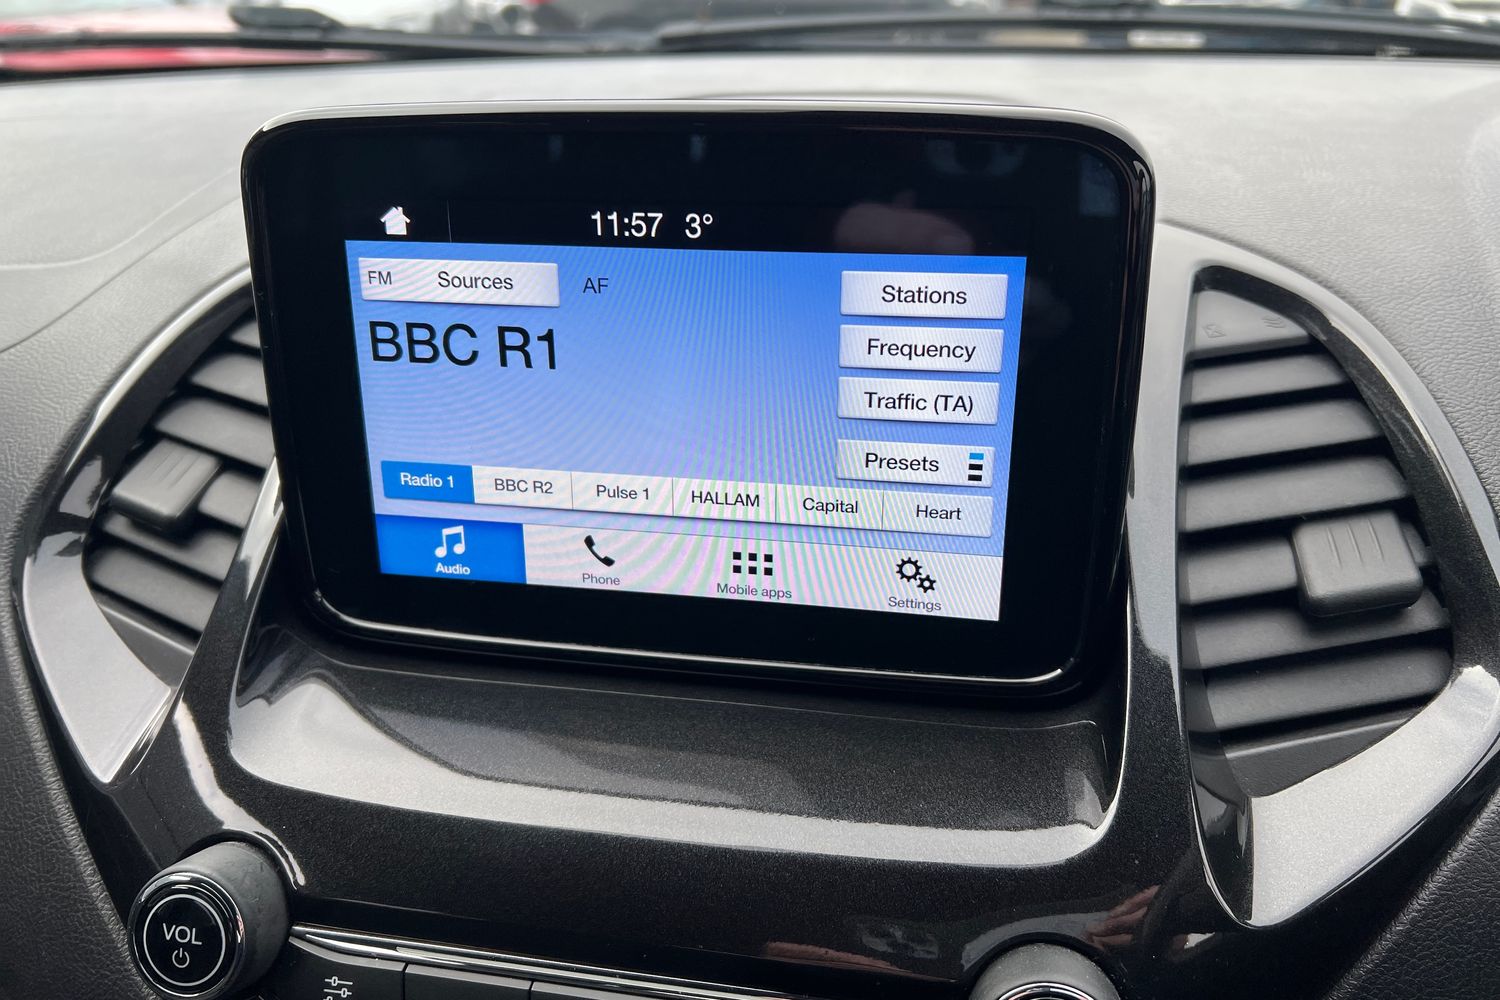 11:57 3°
FM Sources AF
BBC R1
Stations
Frequency
Traffic (TA)
Presets
Radio 1 BBC R2 Pulse 1 HALLAM Capital Heart
Audio Phone Mobile apps Settings
VOL